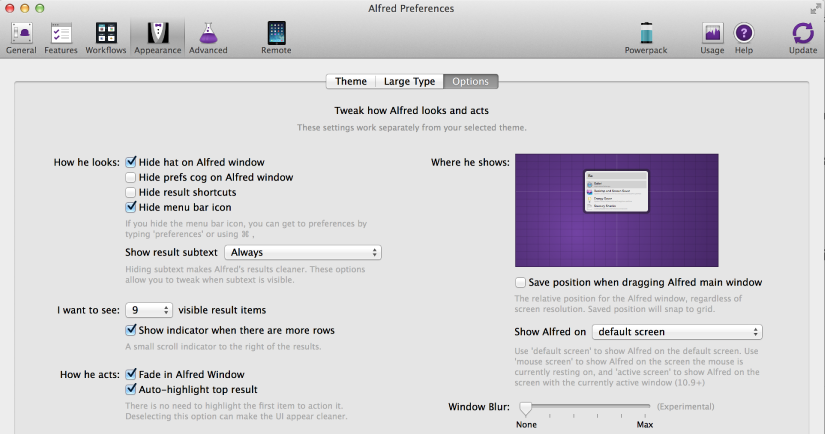 Alfred Preferences
General
Features
Workflows
Appearance
Advanced
Remote
Powerpack
Usage
Help
Update
Theme
Large Type
Options
Tweak how Alfred looks and acts
These settings work separately from your selected theme.
How he looks:
Hide hat on Alfred window
Hide prefs cog on Alfred window
Hide result shortcuts
Hide menu bar icon
If you hide the menu bar icon, you can get to preferences by
typing 'preferences' or using ⌘ ,
Show result subtext
Always
Hiding subtext makes Alfred's results cleaner. These options
allow you to tweak when subtext is visible.
I want to see:
9
visible result items
Show indicator when there are more rows
A small scroll indicator to the right of the results.
How he acts:
Fade in Alfred Window
Auto-highlight top result
There is no need to highlight the first item to action it.
Deselecting this option can make the UI appear cleaner.
Where he shows:
Save position when dragging Alfred main window
The relative position for the Alfred window, regardless of
screen resolution. Saved position will snap to grid.
Show Alfred on
default screen
Use 'default screen' to show Alfred on the default screen. Use
'mouse screen' to show Alfred on the screen the mouse is
currently resting on, and 'active screen' to show Alfred on the
screen with the currently active window (10.9+)
Window Blur:
(Experimental)
None
Max